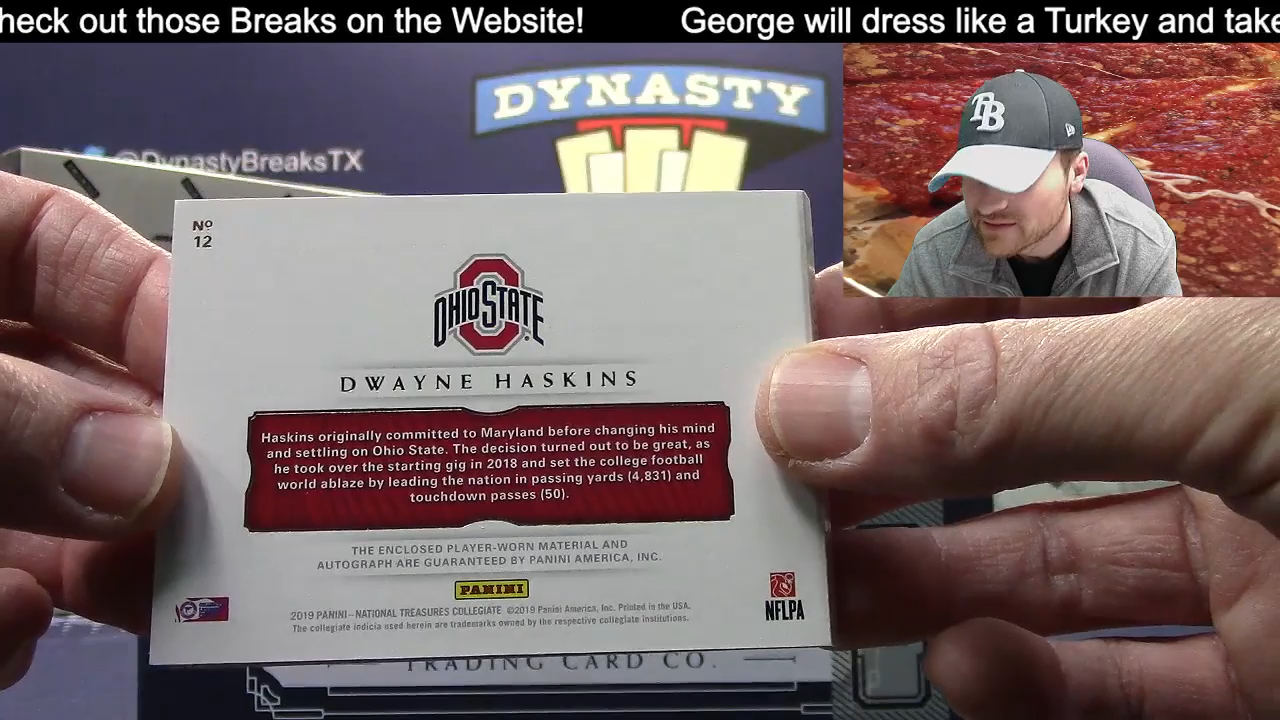 heck out those Breaks on the Website! George will dress like a Turkey and take
DYNASTY
@DynastyBreaksTX
TB
Nº
12
OHIO STATE
DWAYNE HASKINS
Haskins originally committed to Maryland before changing his mind
and settling on Ohio State. The decision turned out to be great, as
he took over the starting gig in 2018 and set the college football
world ablaze by leading the nation in passing yards (4,831) and
touchdown passes (50).
THE ENCLOSED PLAYER-WORN MATERIAL AND
AUTOGRAPH ARE GUARANTEED BY PANINI AMERICA, INC.
PANINI
2019 PANINI–NATIONAL TREASURES COLLEGIATE ©2019 Panini America, Inc. Printed in the USA.
The collegiate indicia used herein are trademarks owned by the respective collegiate institutions.
NFLPA
TRADING CARD CO.